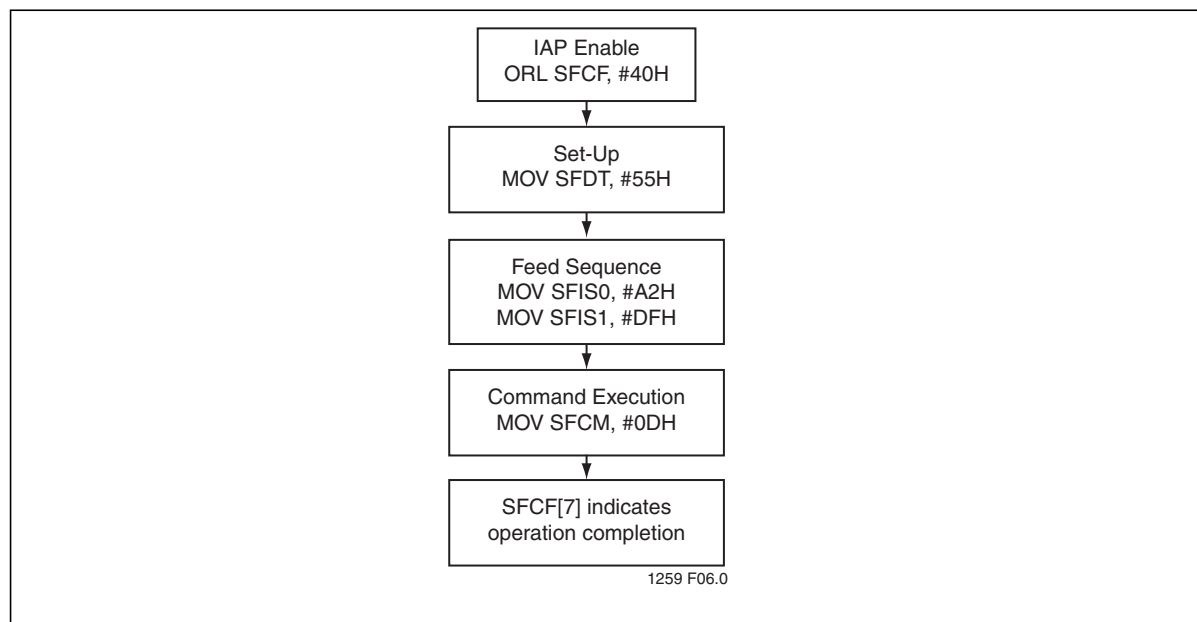 IAP Enable
ORL SFCF, #40H
Set-Up
MOV SFDT, #55H
Feed Sequence
MOV SFIS0, #A2H
MOV SFIS1, #DFH
Command Execution
MOV SFCM, #0DH
SFCF[7] indicates
operation completion
1259 F06.0